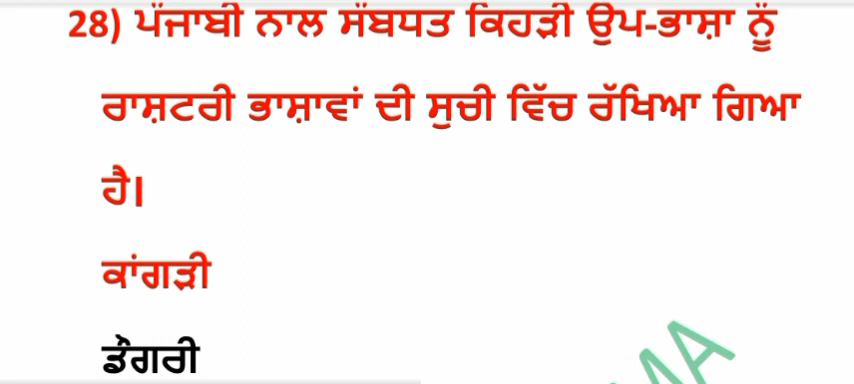 28) ਪੰਜਾਬੀ ਨਾਲ ਸੰਬਧਤ ਕਿਹੜੀ ਉਪ-ਭਾਸ਼ਾ ਨੂੰ
ਰਾਸ਼ਟਰੀ ਭਾਸ਼ਾਵਾਂ ਦੀ ਸੁਚੀ ਵਿੱਚ ਰੱਖਿਆ ਗਿਆ
ਹੈ।
ਕਾਂਗੜੀ
ਡੌਗਰੀ